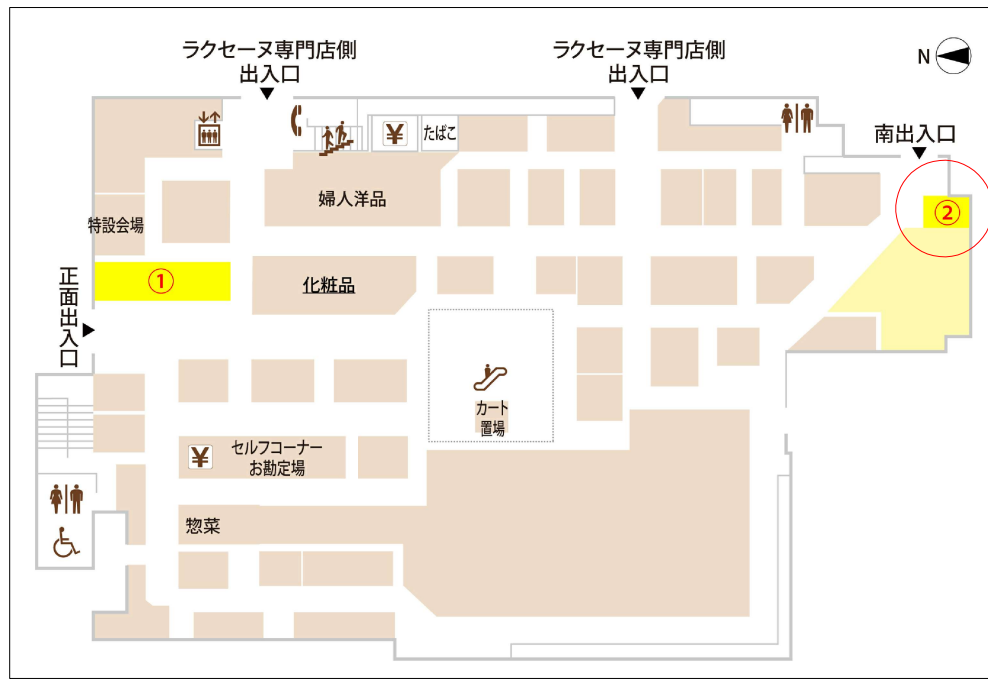 ラクセーヌ専門店側
出入口
ラクセーヌ専門店側
出入口
N
南出入口
¥
たばこ
婦人洋品
特設会場
①
②
化粧品
正面出入口
カート
置場
¥
セルフコーナー
お勘定場
惣菜